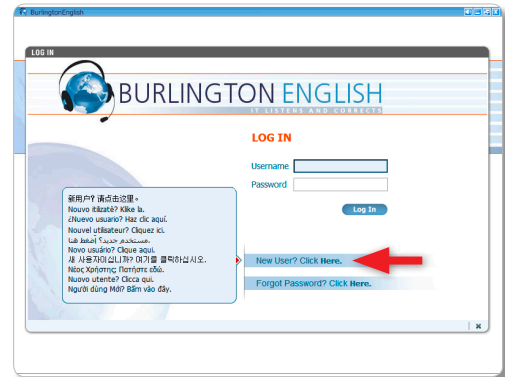 BurlingtonEnglish
LOG IN
BURLINGTON ENGLISH
IT LISTENS AND CORRECTS
LOG IN
Username
Password
Log In
新用户? 请点击这里。
Nouvo itilizatè? Klike la.
¿Nuevo usuario? Haz clic aquí.
Nouvel utilisateur? Cliquez ici.
مستخدم جديد؟ إضغط هنا.
Novo usuário? Clique aqui.
새 사용자이십니까? 여기를 클릭하십시오.
Νέος Χρήστης; Πατήστε εδώ.
Nuovo utente? Clicca qui.
Người dùng Mới? Bấm vào đây.
New User? Click Here.
Forgot Password? Click Here.